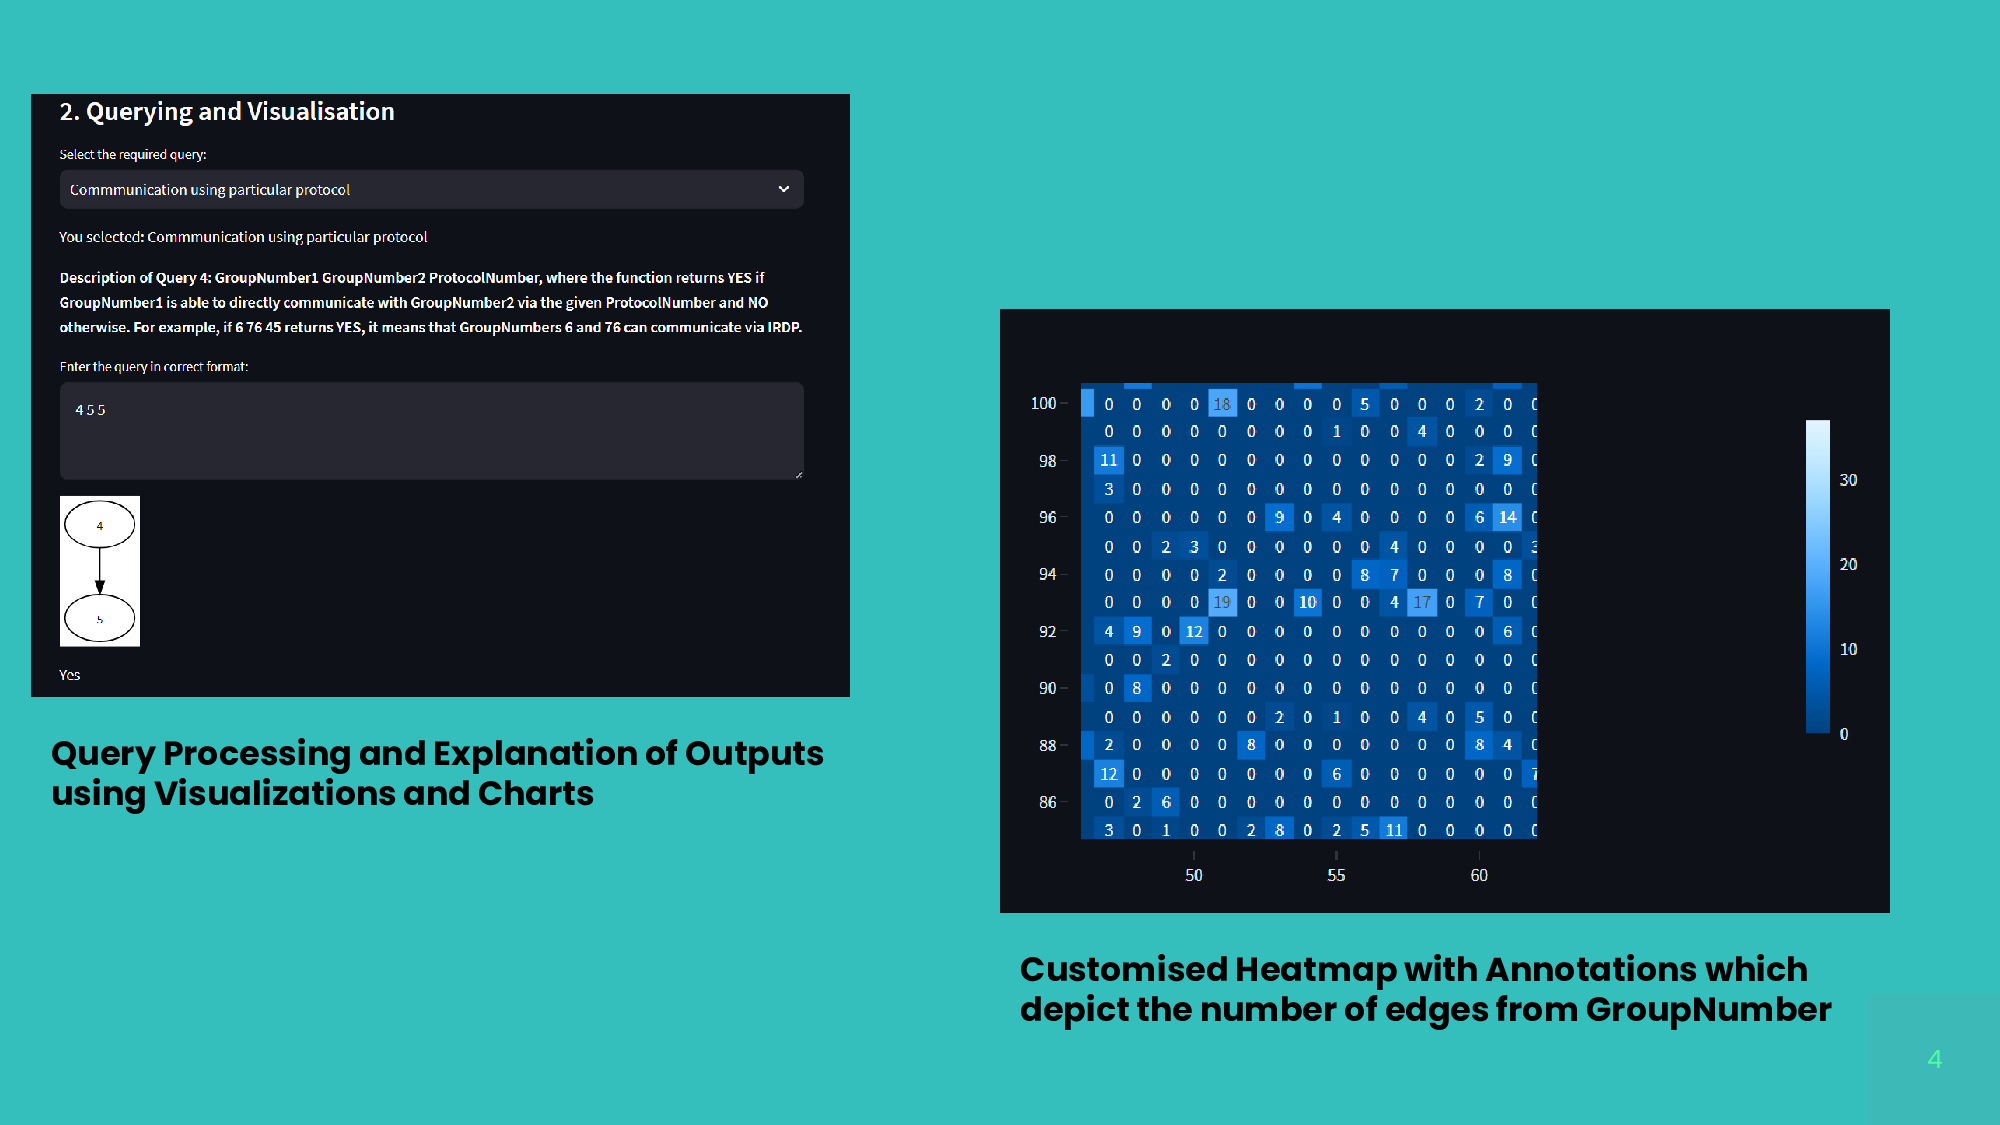 2. Querying and Visualisation
Select the required query:
Commmunication using particular protocol
You selected: Commmunication using particular protocol
Description of Query 4: GroupNumber1 GroupNumber2 ProtocolNumber, where the function returns YES if
GroupNumber1 is able to directly communicate with GroupNumber2 via the given ProtocolNumber and NO
otherwise. For example, if 6 76 45 returns YES, it means that GroupNumbers 6 and 76 can communicate via IRDP.
Enter the query in correct format:
4 5 5
4
5
Yes
Query Processing and Explanation of Outputs
using Visualizations and Charts
100 0 0 0 0 18 0 0 0 0 5 0 0 0 2 0
0 0 0 0 0 0 0 0 1 0 0 4 0 0 0
98 11 0 0 0 0 0 0 0 0 0 0 0 0 2 9
3 0 0 0 0 0 0 0 0 0 0 0 0 0 0
96 0 0 0 0 0 0 9 0 4 0 0 0 0 6 14
0 0 2 3 0 0 0 0 0 0 4 0 0 0 0 3
94 0 0 0 0 2 0 0 0 0 8 7 0 0 0 8
0 0 0 0 19 0 0 10 0 0 4 17 0 7 0
92 4 9 0 12 0 0 0 0 0 0 0 0 0 0 6
0 0 2 0 0 0 0 0 0 0 0 0 0 0 0
90 0 8 0 0 0 0 0 0 0 0 0 0 0 0 0
0 0 0 0 0 0 2 0 1 0 0 4 0 5 0
88 2 0 0 0 0 8 0 0 0 0 0 0 0 8 4
12 0 0 0 0 0 0 0 6 0 0 0 0 0 0 7
86 0 2 6 0 0 0 0 0 0 0 0 0 0 0 0
3 0 1 0 0 2 8 0 2 5 11 0 0 0 0
50 55 60
30
20
10
0
Customised Heatmap with Annotations which
depict the number of edges from GroupNumber
4